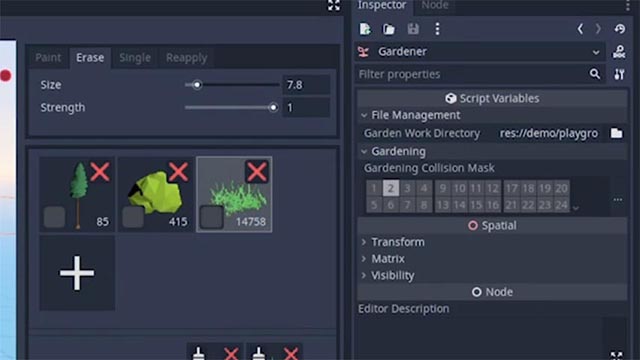 Inspector Node
Paint Erase Single Reapply
Size 7.8
Strength 1
85 415 14758
Gardener
Filter properties
Script Variables
File Management
Garden Work Directory res://demo/playgro
Gardening
Gardening Collision Mask
1 2 3 4 9 10 11 12 17 18 19 20
5 6 7 8 13 14 15 16 21 22 23 24
Spatial
Transform
Matrix
Visibility
Node
Editor Description